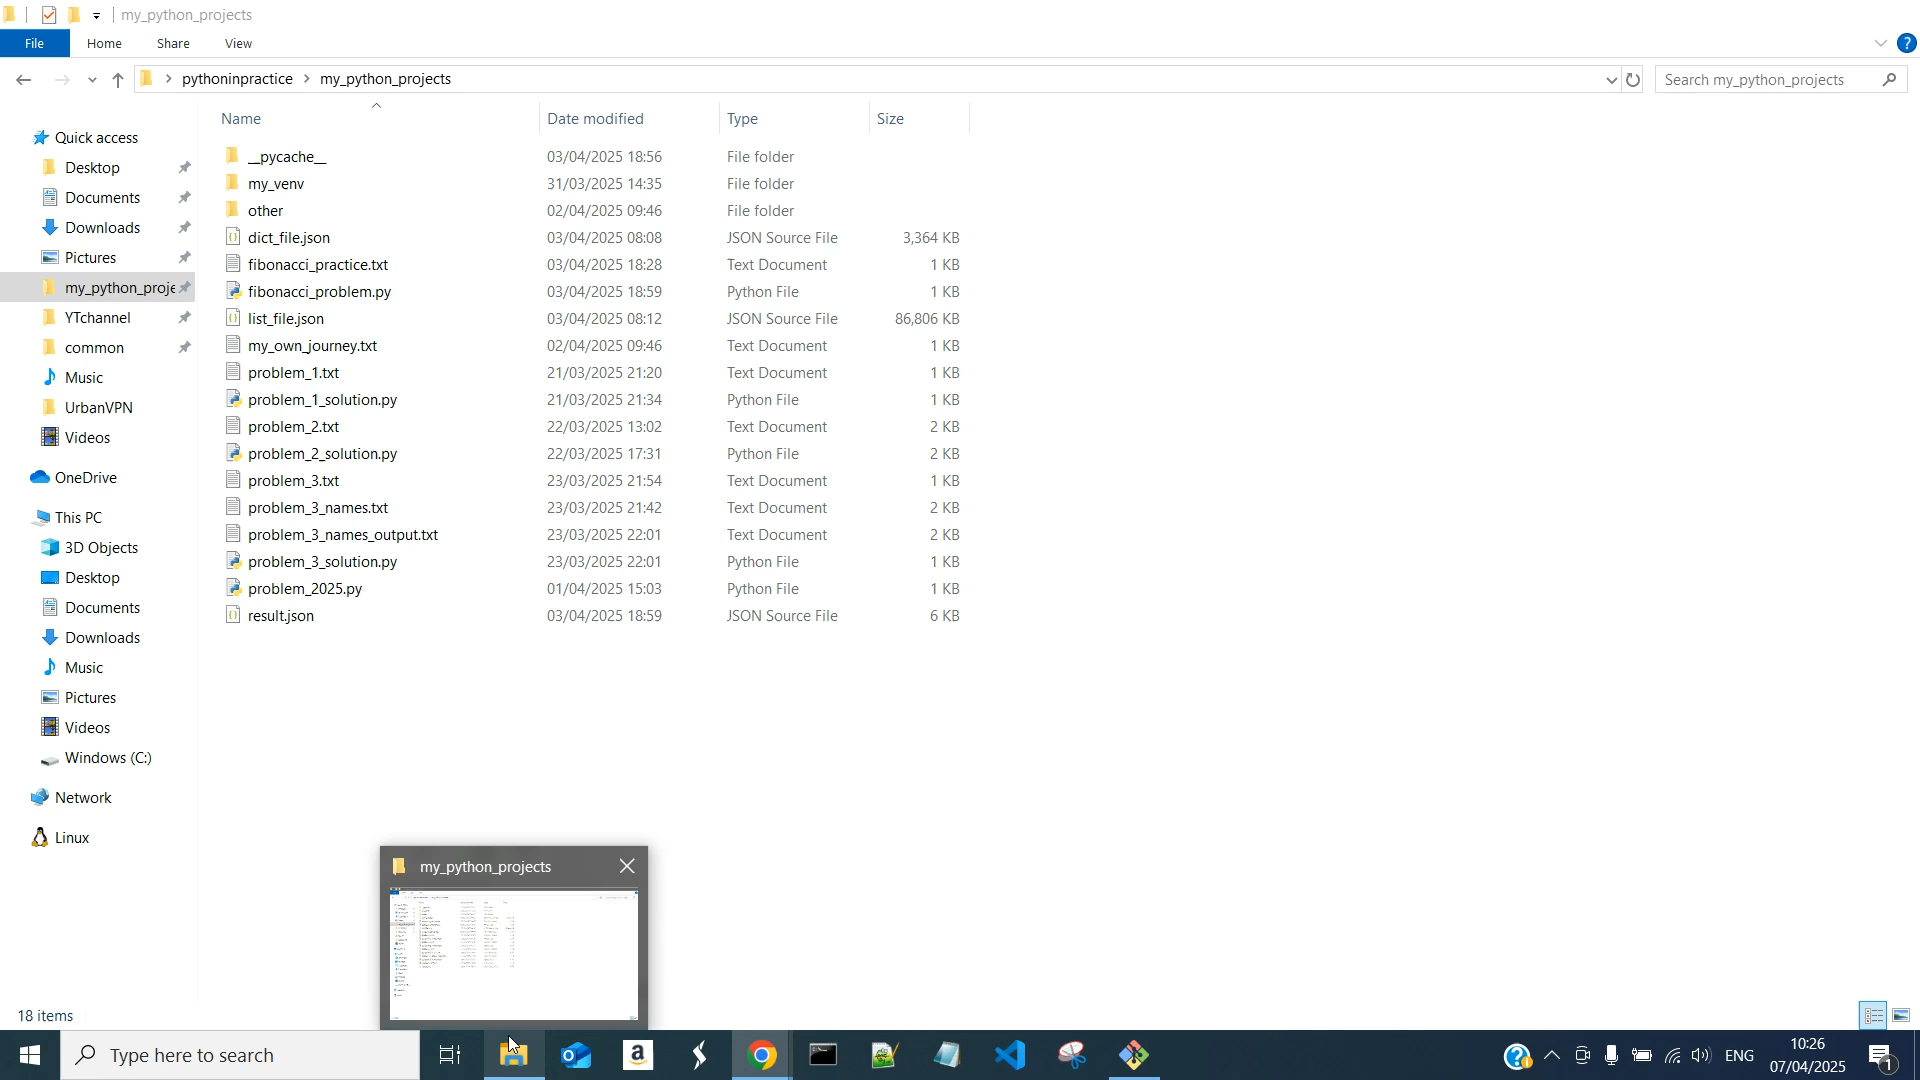 my_python_projects
File Home Share View
pythoninpractice my_python_projects Search my_python_projects
Name Date modified Type Size
Quick access
Desktop
Documents
Downloads
Pictures
my_python_proje
YTchannel
common
Music
UrbanVPN
Videos
OneDrive
This PC
3D Objects
Desktop
Documents
Downloads
Music
Pictures
Videos
Windows (C:)
Network
Linux
__pycache__ 03/04/2025 18:56 File folder
my_venv 31/03/2025 14:35 File folder
other 02/04/2025 09:46 File folder
dict_file.json 03/04/2025 08:08 JSON Source File 3,364 KB
fibonacci_practice.txt 03/04/2025 18:28 Text Document 1 KB
fibonacci_problem.py 03/04/2025 18:59 Python File 1 KB
list_file.json 03/04/2025 08:12 JSON Source File 86,806 KB
my_own_journey.txt 02/04/2025 09:46 Text Document 1 KB
problem_1.txt 21/03/2025 21:20 Text Document 1 KB
problem_1_solution.py 21/03/2025 21:34 Python File 1 KB
problem_2.txt 22/03/2025 13:02 Text Document 2 KB
problem_2_solution.py 22/03/2025 17:31 Python File 2 KB
problem_3.txt 23/03/2025 21:54 Text Document 1 KB
problem_3_names.txt 23/03/2025 21:42 Text Document 2 KB
problem_3_names_output.txt 23/03/2025 22:01 Text Document 2 KB
problem_3_solution.py 23/03/2025 22:01 Python File 1 KB
problem_2025.py 01/04/2025 15:03 Python File 1 KB
result.json 03/04/2025 18:59 JSON Source File 6 KB
my_python_projects
18 items
Type here to search
ENG
10:26
07/04/2025
1